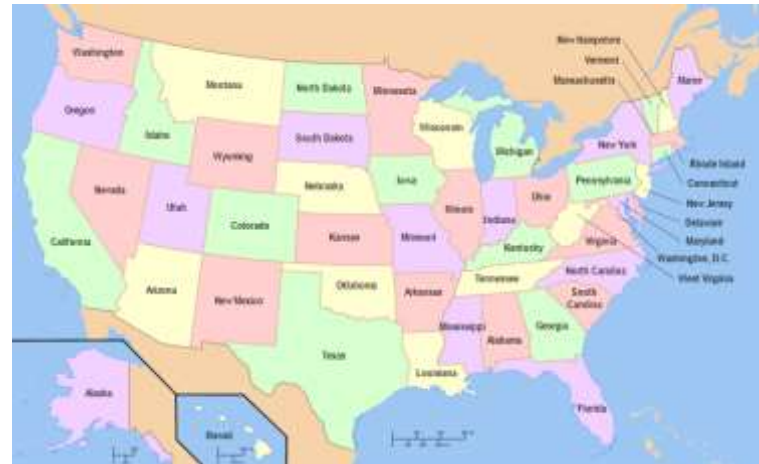 Washington
Oregon
California
Idaho
Nevada
Montana
Wyoming
Utah
Arizona
Colorado
New Mexico
North Dakota
South Dakota
Nebraska
Kansas
Oklahoma
Texas
Minnesota
Iowa
Missouri
Arkansas
Louisiana
Wisconsin
Illinois
Michigan
Indiana
Ohio
Kentucky
Tennessee
Mississippi
Alabama
Georgia
Florida
South
Carolina
North Carolina
Virginia
Pennsylvania
New York
Maine
New Hampshire
Vermont
Massachusetts
Rhode Island
Connecticut
New Jersey
Delaware
Maryland
Washington, D.C.
West Virginia
Alaska
Hawaii